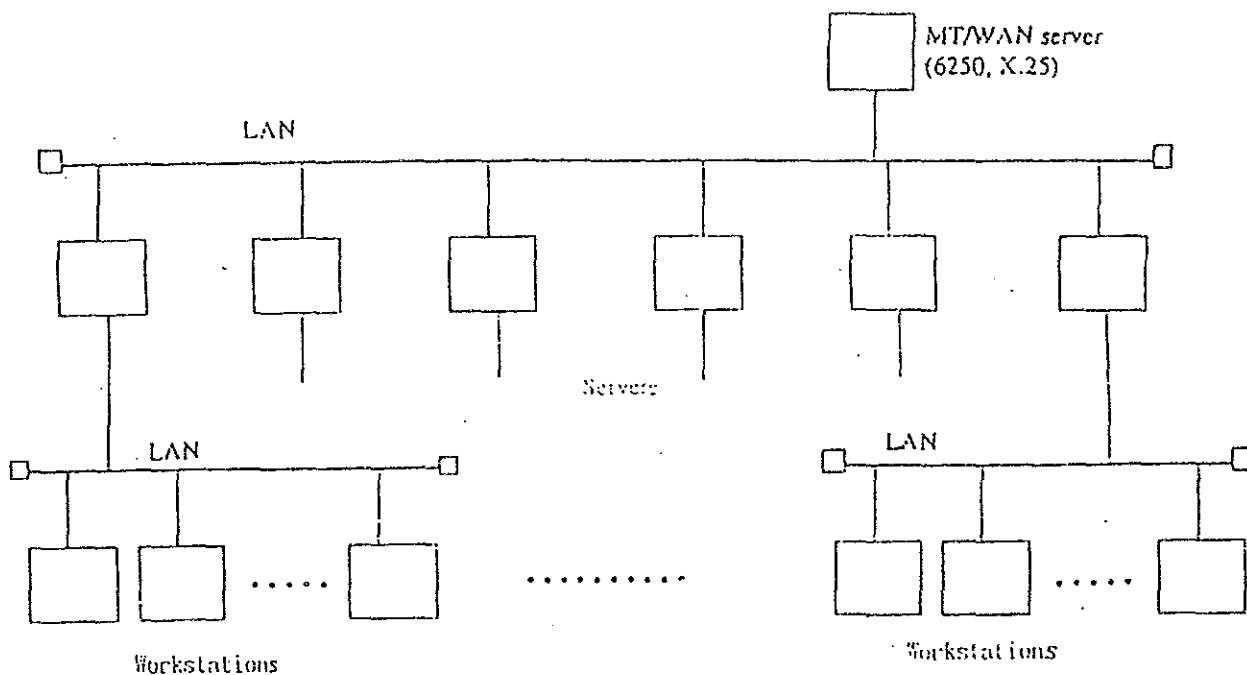 MT/WAN server
(6250, X.25)
LAN
Servers
LAN
LAN
Workstations
Workstations